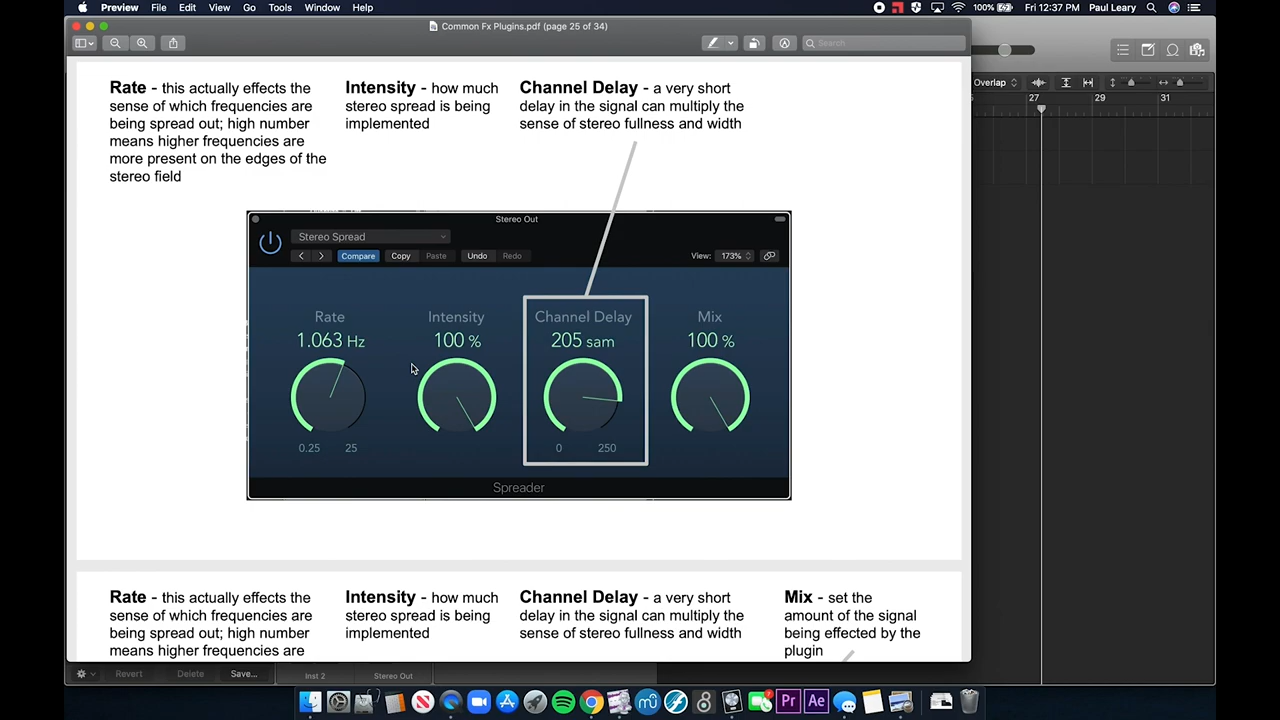 Preview File Edit View Go Tools Window Help 100% Fri 12:37 PM Paul Leary
Common Fx Plugins.pdf (page 25 of 34)
Search
Overlap
27 29 31
Rate - this actually effects the
sense of which frequencies are
being spread out; high number
means higher frequencies are
more present on the edges of the
stereo field
Intensity - how much
stereo spread is being
implemented
Channel Delay - a very short
delay in the signal can multiply the
sense of stereo fullness and width
Stereo Out
Stereo Spread
Compare Copy Paste Undo Redo View: 173%
Rate Intensity Channel Delay Mix
1.063 Hz 100 % 205 sam 100 %
0.25 25 0 250
Spreader
Rate - this actually effects the
sense of which frequencies are
being spread out; high number
means higher frequencies are
Intensity - how much
stereo spread is being
implemented
Channel Delay - a very short
delay in the signal can multiply the
sense of stereo fullness and width
Mix - set the
amount of the signal
being effected by the
plugin
Revert Delete Save... Inst 2 Stereo Out
Pr Ae